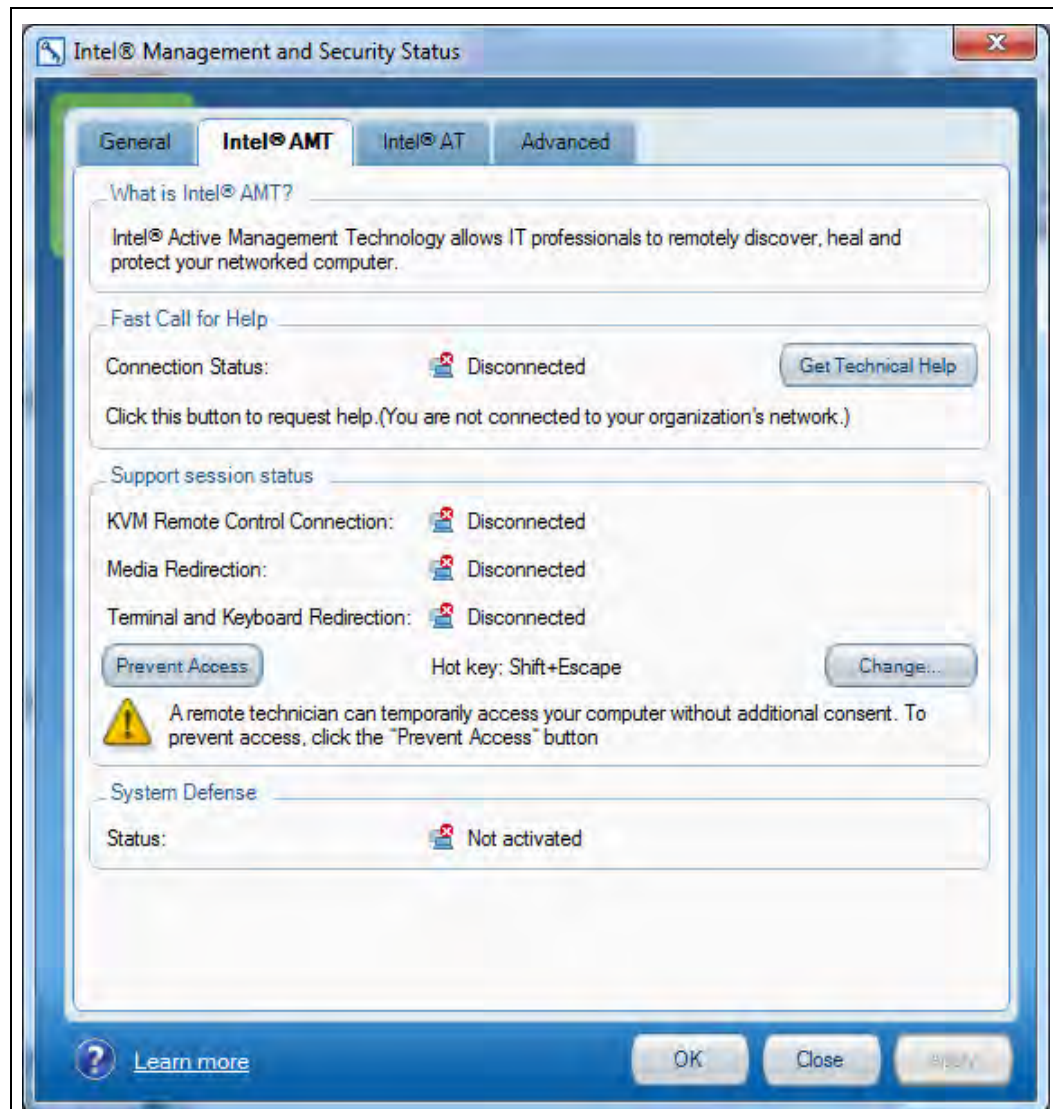 Intel® Management and Security Status
General Intel® AMT Intel® AT Advanced
What is Intel® AMT?
Intel® Active Management Technology allows IT professionals to remotely discover, heal and
protect your networked computer.
Fast Call for Help
Connection Status: Disconnected Get Technical Help
Click this button to request help.(You are not connected to your organization's network.)
Support session status
KVM Remote Control Connection: Disconnected
Media Redirection: Disconnected
Terminal and Keyboard Redirection: Disconnected
Prevent Access Hot key: Shift+Escape Change...
A remote technician can temporarily access your computer without additional consent. To
prevent access, click the "Prevent Access" button
System Defense
Status: Not activated
? Learn more OK Close Apply